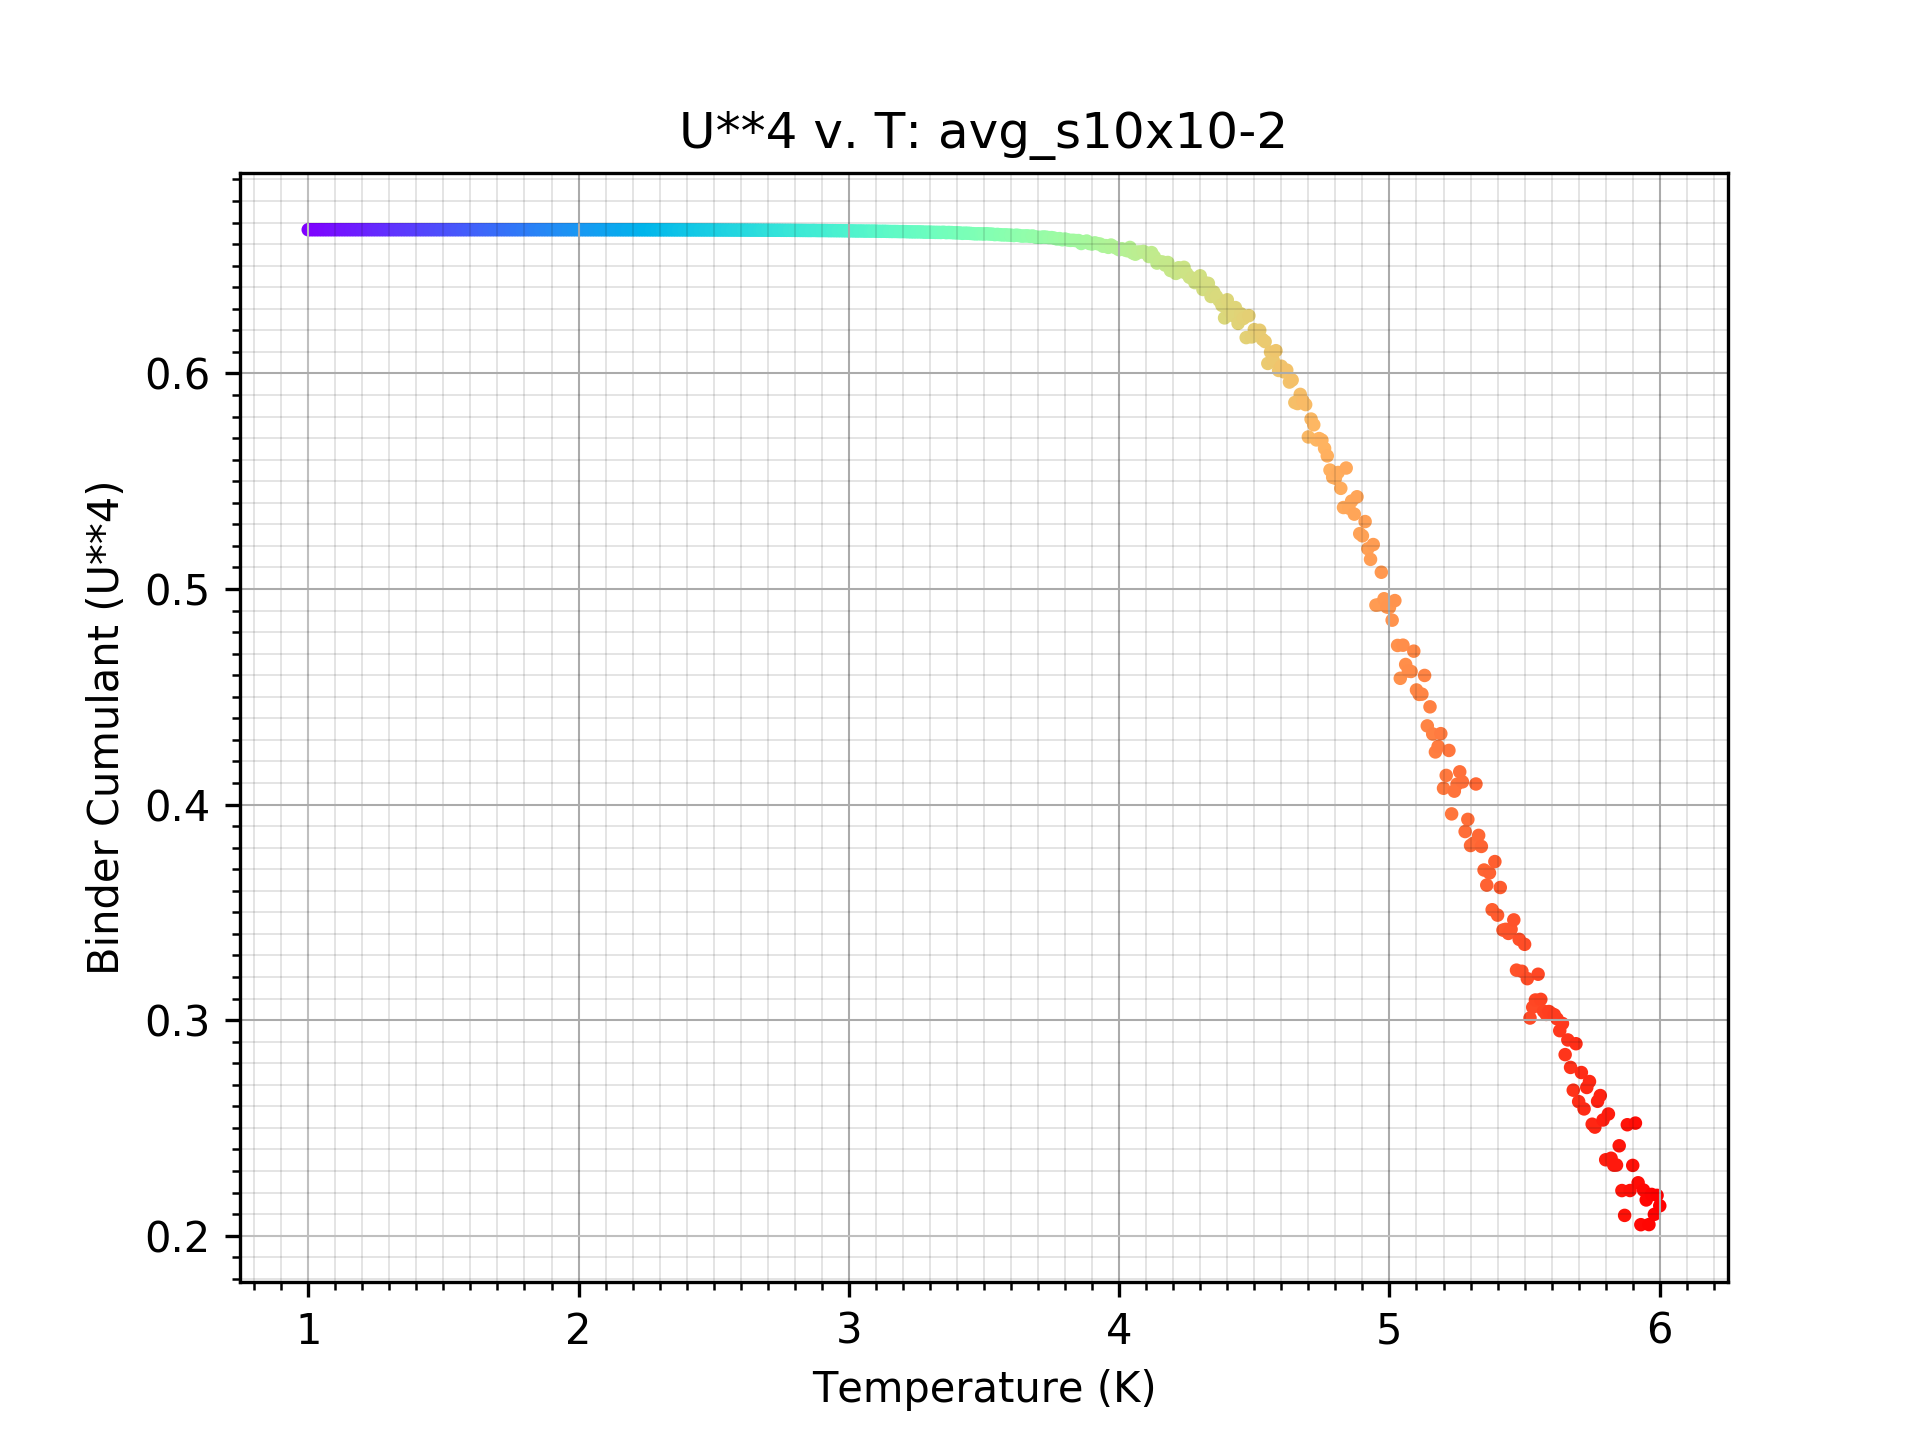 U**4 v. T: avg_s10x10-2
Binder Cumulant (U**4)
0.6
0.5
0.4
0.3
0.2
1 2 3 4 5 6
Temperature (K)